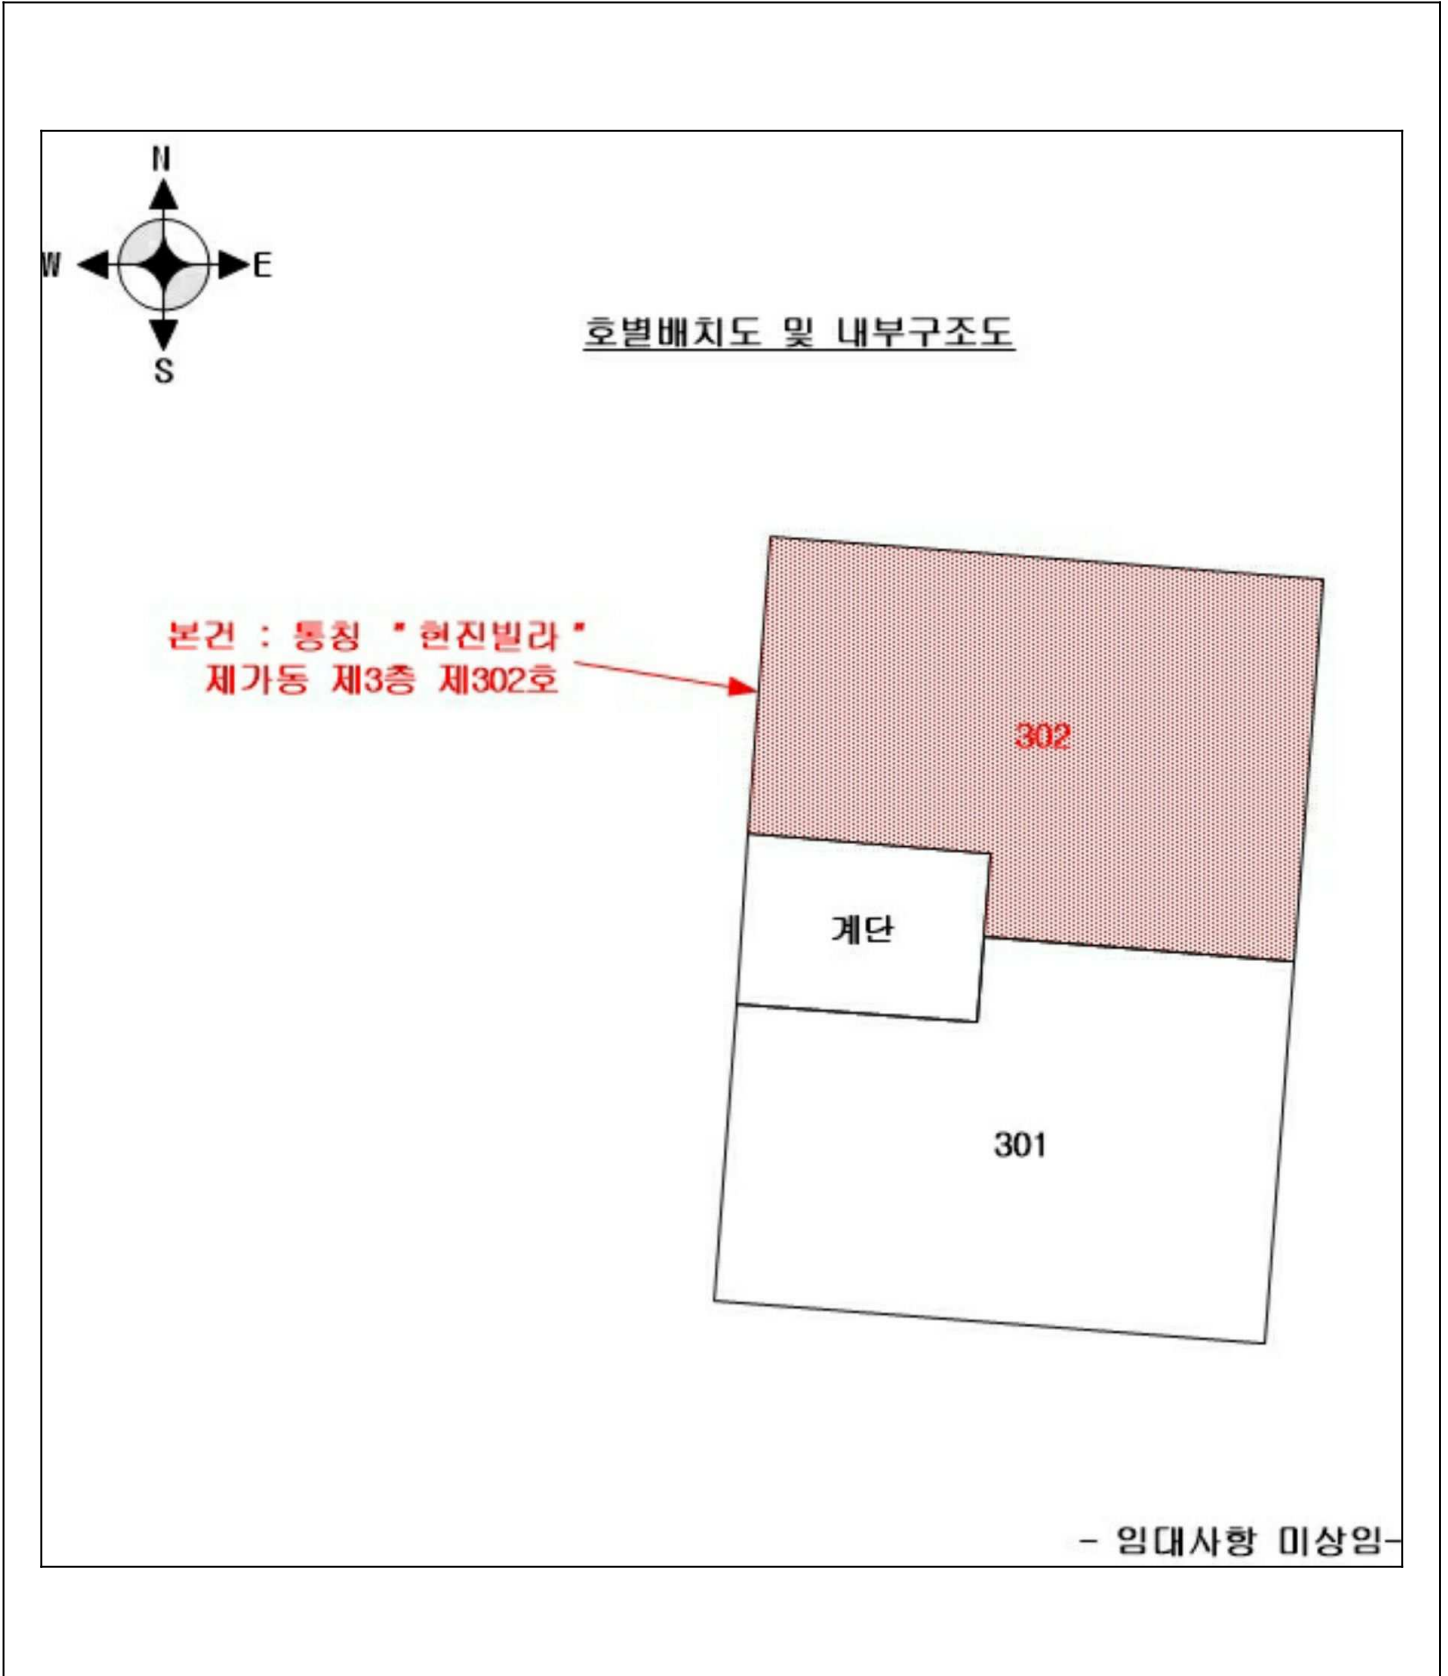 N
W E
S
호별배치도 및 내부구조도
본건 : 통칭 "현진빌라"
제가동 제3층 제302호
302
계단
301
- 임대사항 미상임-